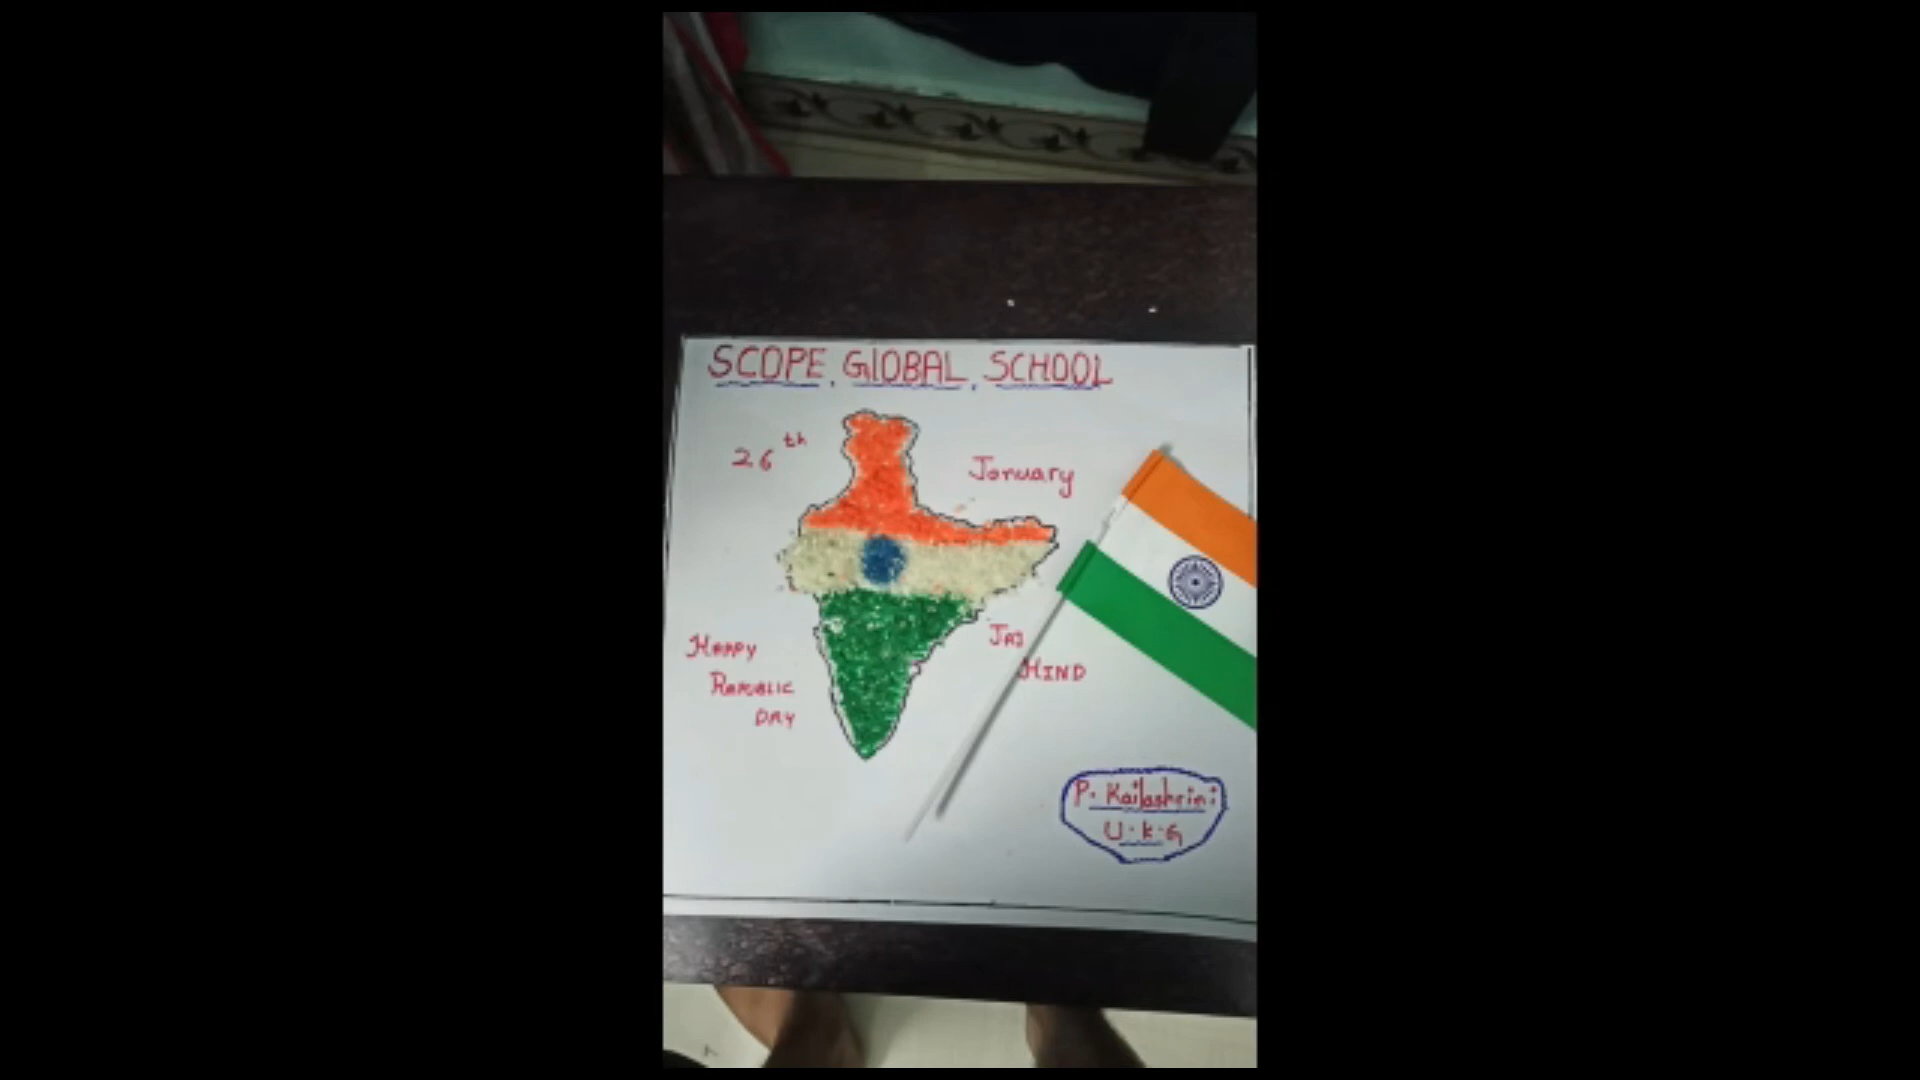 SCOPE GlOBAL SCHOOL
26th
January
HAPPY
REPUBLIC
DAY
JAI
HIND
P. Kailashrini
U.K.G